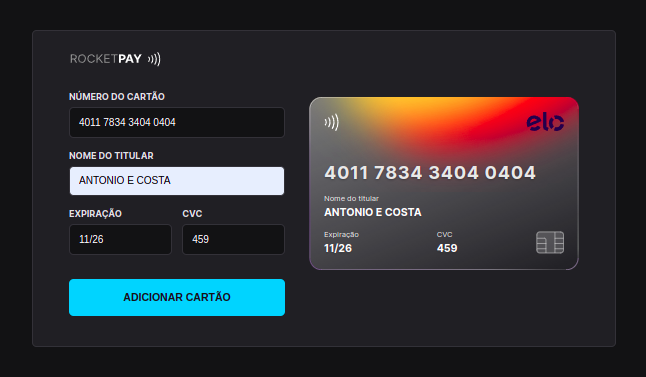 ROCKETPAY
NÚMERO DO CARTÃO
4011 7834 3404 0404
NOME DO TITULAR
ANTONIO E COSTA
EXPIRAÇÃO CVC
11/26 459
ADICIONAR CARTÃO
elo
4011 7834 3404 0404
Nome do titular
ANTONIO E COSTA
Expiração CVC
11/26 459